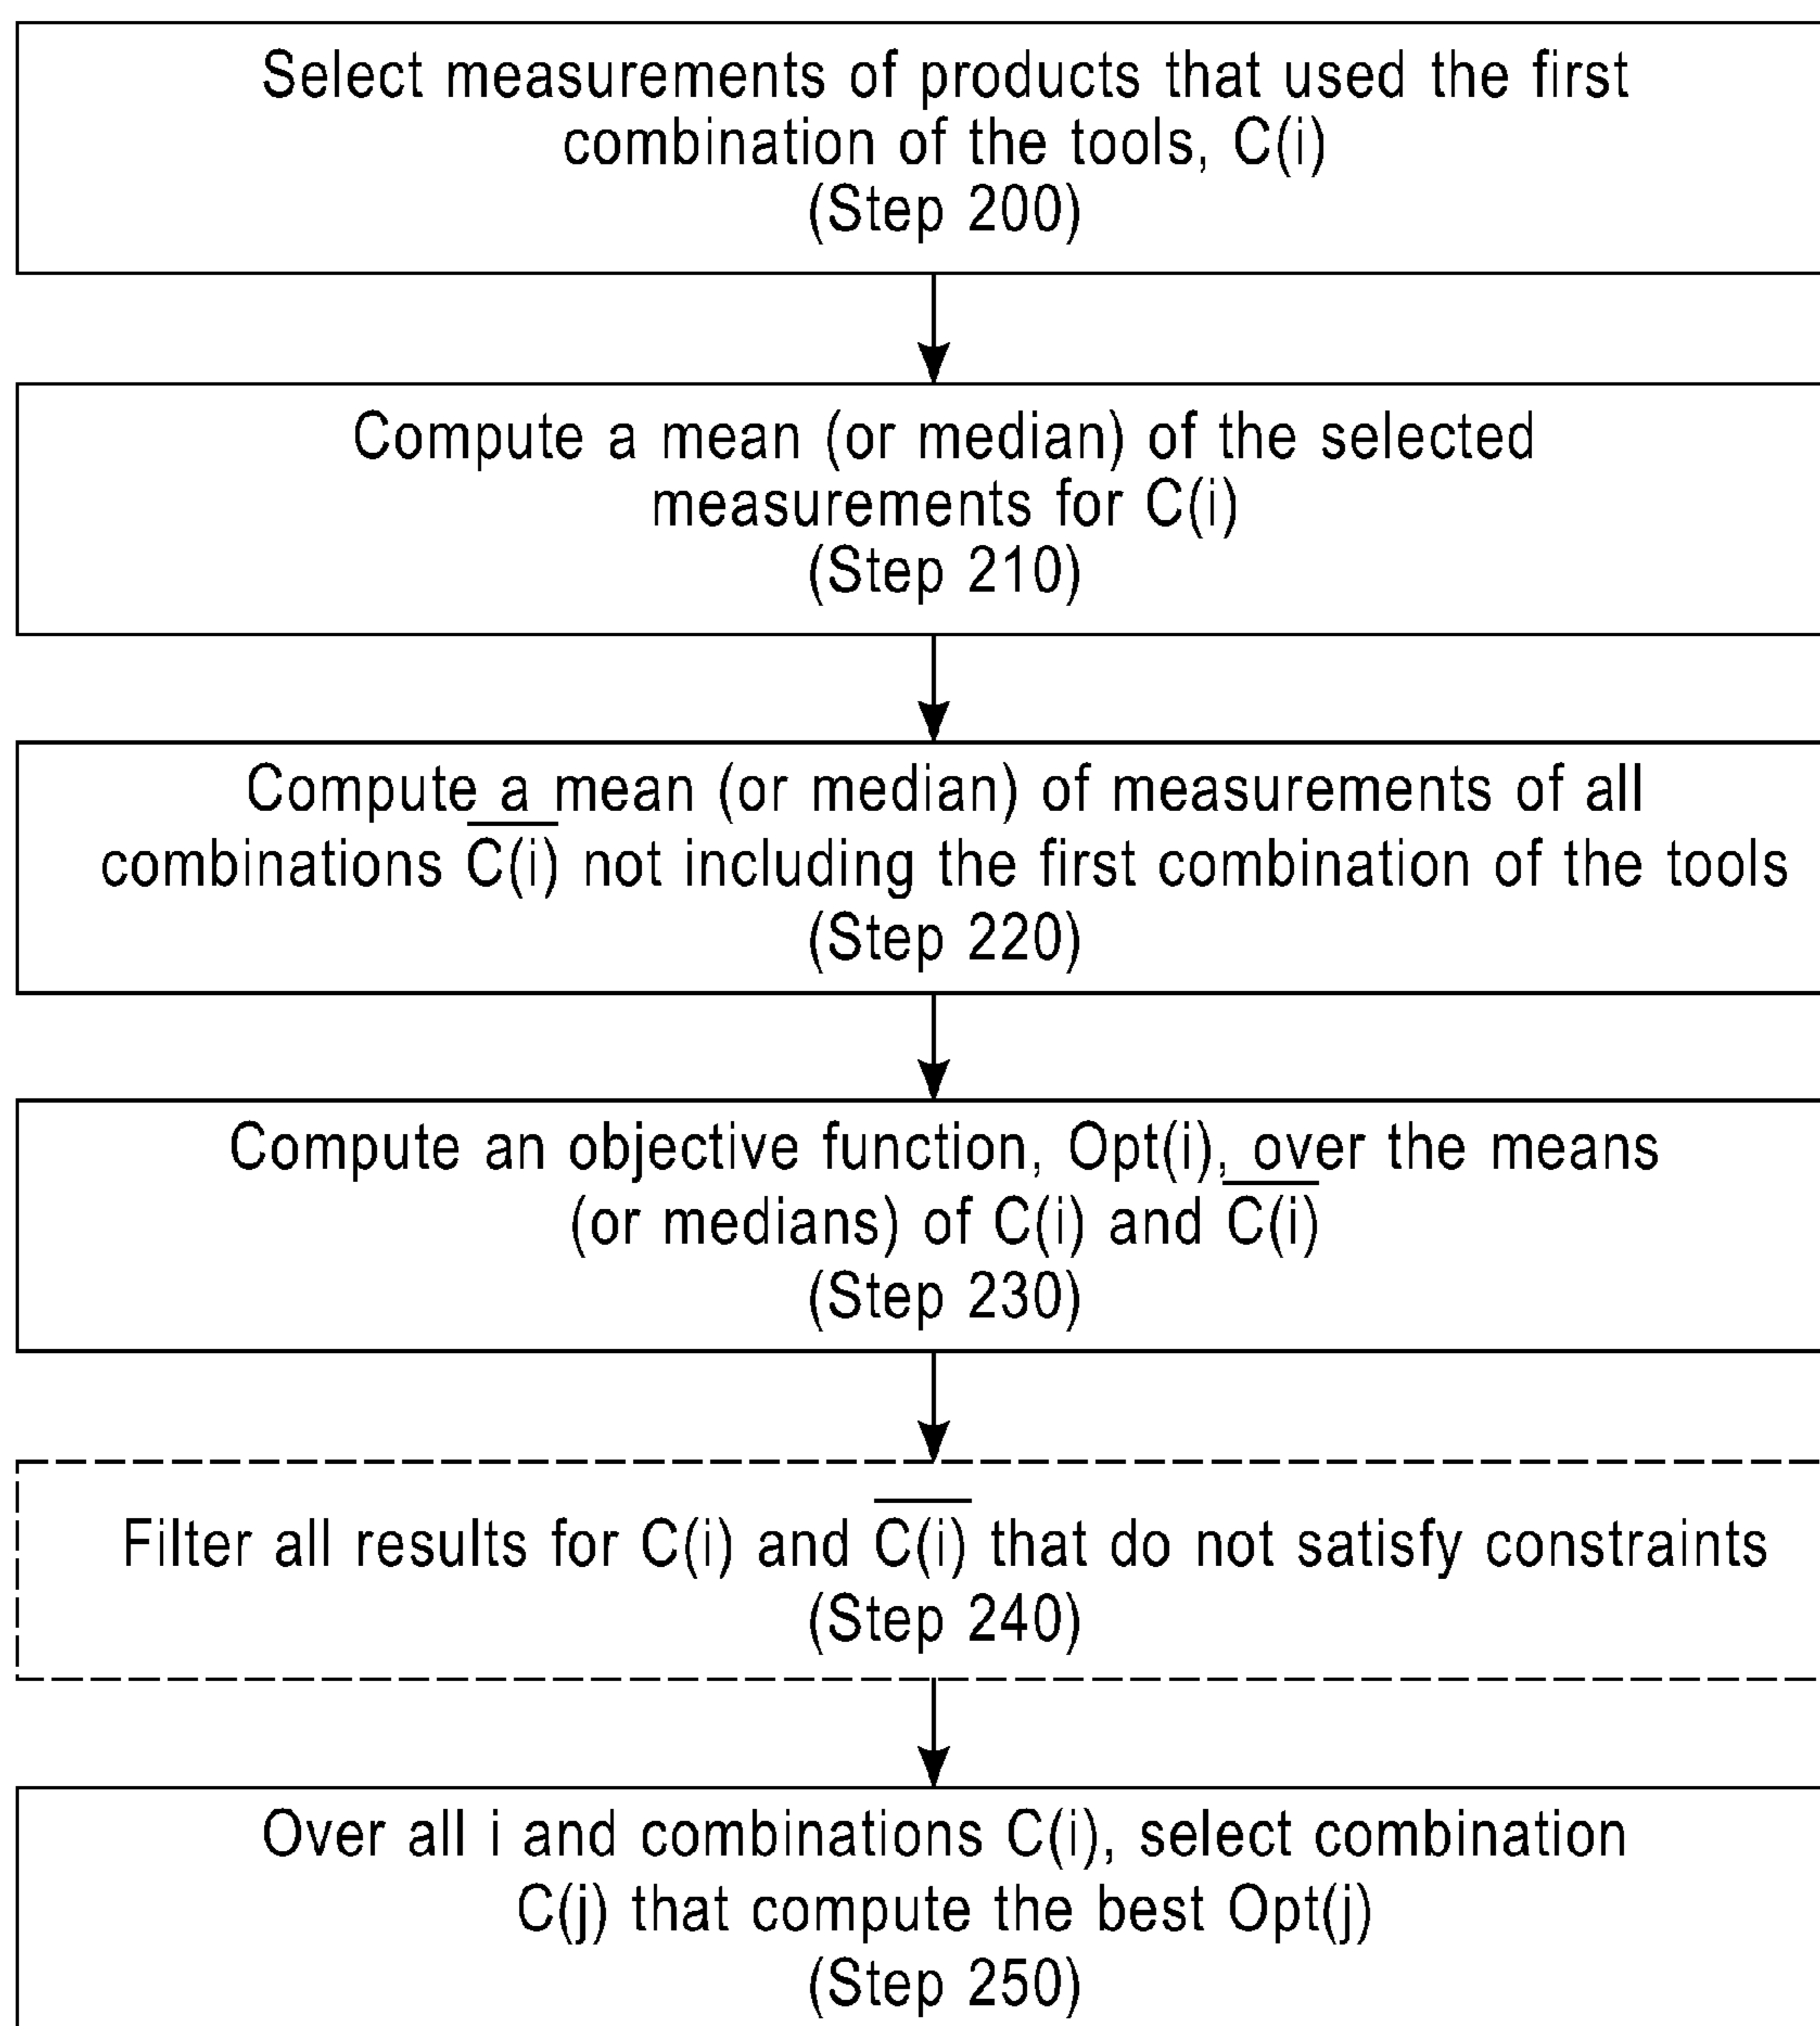 Select measurements of products that used the first
combination of the tools, C(i)
(Step 200)
Compute a mean (or median) of the selected
measurements for C(i)
(Step 210)
Compute a mean (or median) of measurements of all
combinations C̅(̅i̅)̅ not including the first combination of the tools
(Step 220)
Compute an objective function, Opt(i), over the means
(or medians) of C(i) and C̅(̅i̅)̅
(Step 230)
Filter all results for C(i) and C̅(̅i̅)̅ that do not satisfy constraints
(Step 240)
Over all i and combinations C(i), select combination
C(j) that compute the best Opt(j)
(Step 250)